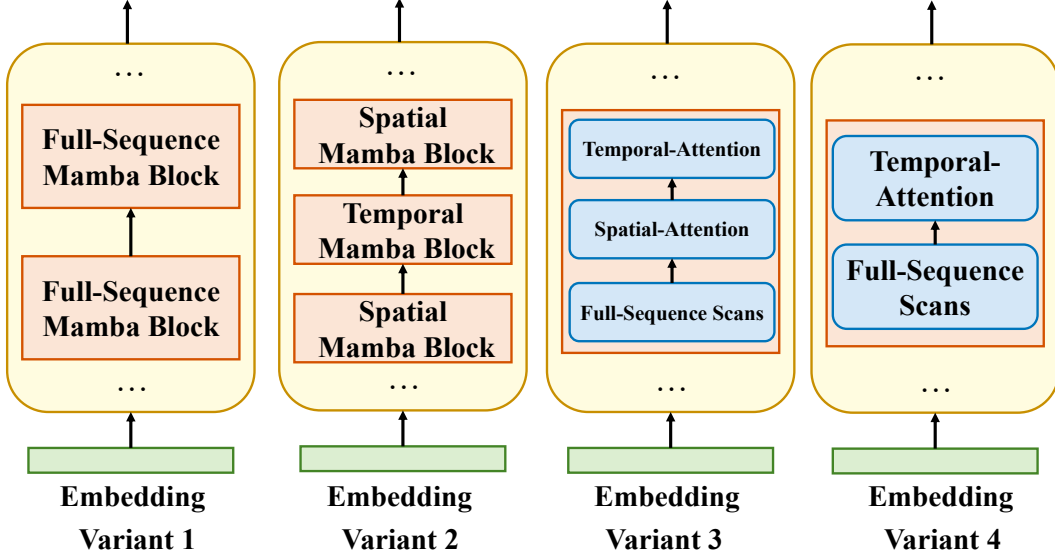 ...
Full-Sequence
Mamba Block
Full-Sequence
Mamba Block
...
Embedding
Variant 1
...
Spatial
Mamba Block
Temporal
Mamba Block
Spatial
Mamba Block
...
Embedding
Variant 2
...
Temporal-Attention
Spatial-Attention
Full-Sequence Scans
...
Embedding
Variant 3
...
Temporal-
Attention
Full-Sequence
Scans
...
Embedding
Variant 4